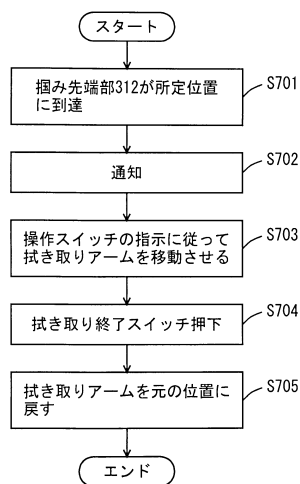 スタート
掴み先端部312が所定位置
に到達
S701
通知
S702
操作スイッチの指示に従って
拭き取りアームを移動させる
S703
拭き取り終了スイッチ押下
S704
拭き取りアームを元の位置に
戻す
S705
エンド